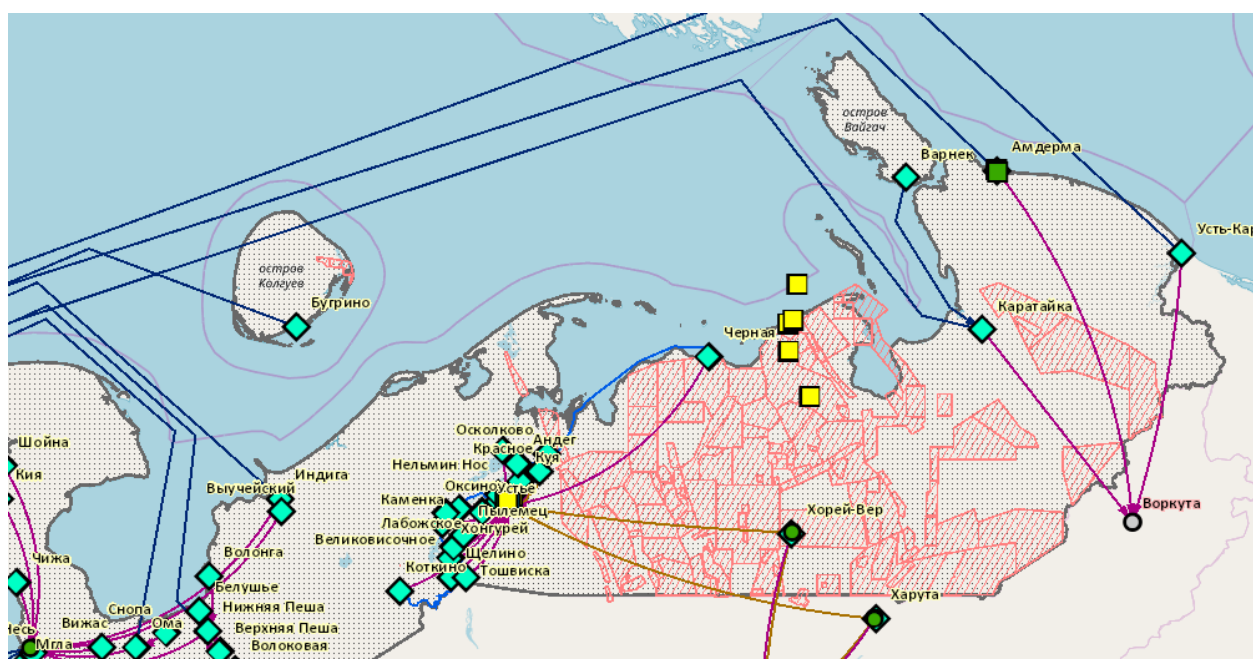 остров
Вайгач
Варнек
Амдерма
Усть-Кар
остров
Колгуев
Бугрино
Каратайка
Черная
Осколково
Андег
Красное
Куя
Нельмин Нос
Шойна
Кия
Индига
Выучейский
Каменка
Оксино
Устье
Пылемец
Лабожское
Хонгурей
Великовисочное
Щелино
Коткино
Тошвиска
Хорей-Вер
Воркута
Харута
Чижа
Волонга
Белушье
Снопа
Нижняя Пеша
Вижас
Ома
Верхняя Пеша
Несь
Мгла
Волоковая